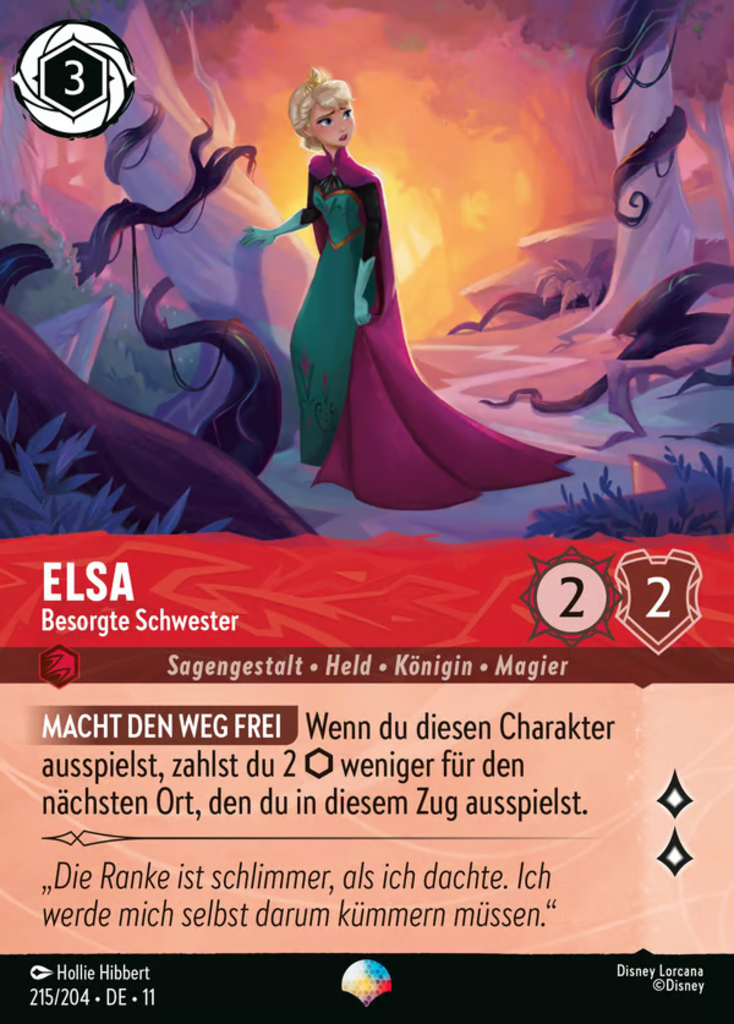 3
ELSA
Besorgte Schwester
2
2
Sagengestalt • Held • Königin • Magier
MACHT DEN WEG FREI Wenn du diesen Charakter
ausspielst, zahlst du 2 ⬡ weniger für den
nächsten Ort, den du in diesem Zug ausspielst.
„Die Ranke ist schlimmer, als ich dachte. Ich
werde mich selbst darum kümmern müssen.“
Hollie Hibbert
215/204 • DE • 11
Disney Lorcana
©Disney